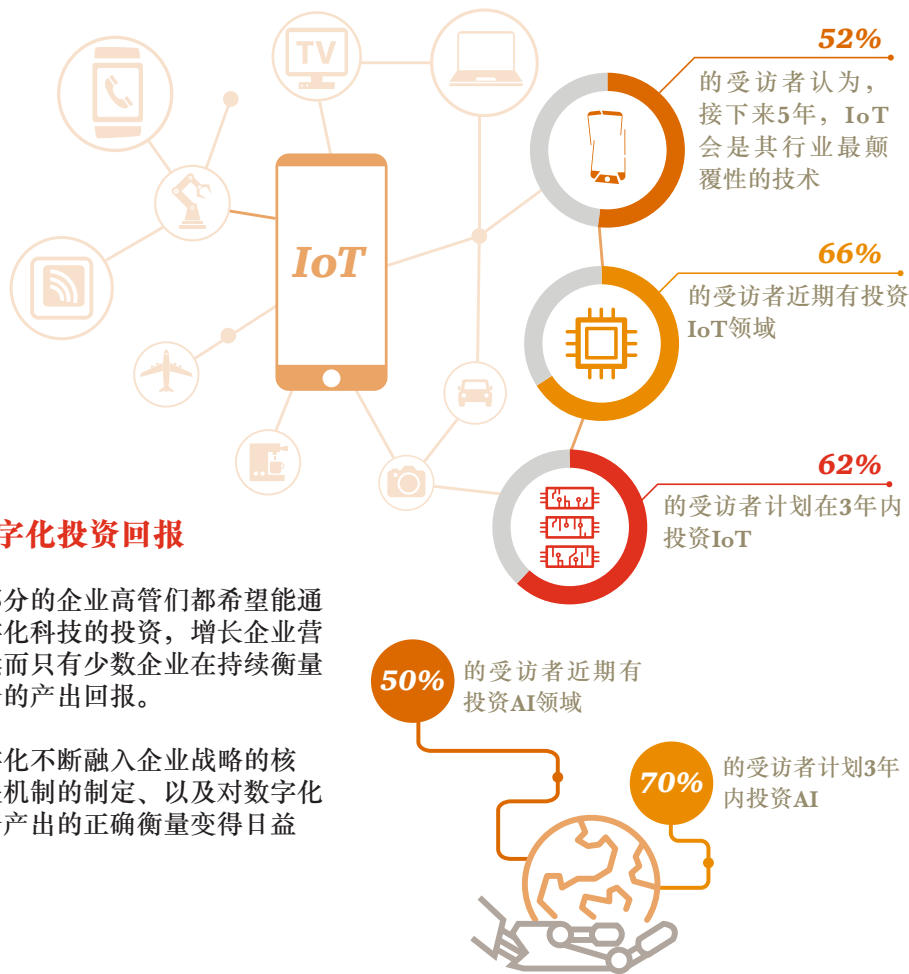 TV
IoT
52%
的受访者认为，
接下来5年，IoT
会是其行业最颠
覆性的技术
66%
的受访者近期有投资
IoT领域
62%
的受访者计划在3年内
投资IoT
字化投资回报
部分的企业高管们都希望能通
字化科技的投资，增长企业营
然而只有少数企业在持续衡量
的产出回报。
字化不断融入企业战略的核
机制的制定、以及对数字化
产出的正确衡量变得日益
50%
的受访者近期有
投资AI领域
70%
的受访者计划3年
内投资AI